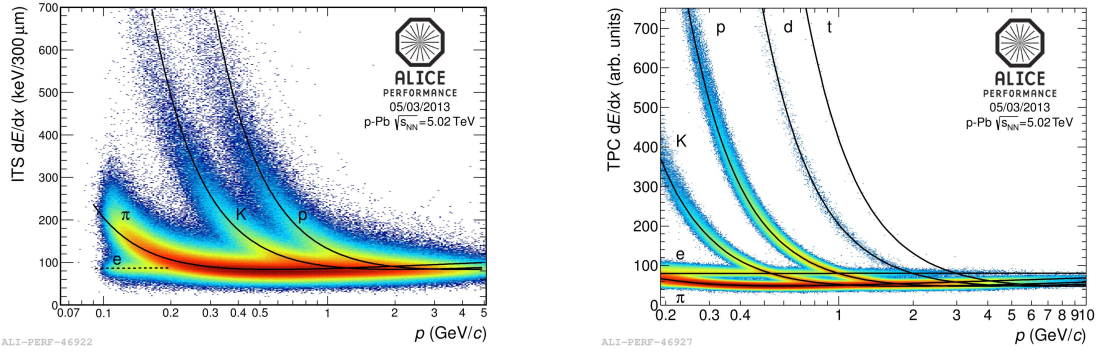 ITS dE/dx (keV/300 μm)
700
600
500
400
300
200
100
0
π
e
K
p
ALICE
PERFORMANCE
05/03/2013
p-Pb √sNN=5.02 TeV
0.07 0.1 0.2 0.3 0.4 0.5 1 2 3 4 5
p (GeV/c)
ALI-PERF-46922
TPC dE/dx (arb. units)
700
600
500
400
300
200
100
0
p d t
K
e
π
ALICE
PERFORMANCE
05/03/2013
p-Pb √sNN=5.02 TeV
0.2 0.3 0.4 1 2 3 4 5 6 7 8 9 10
p (GeV/c)
ALI-PERF-46927